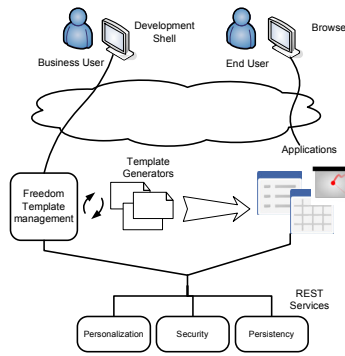 Development
Shell
Browse
Business User
End User
Applications
Template
Generators
Freedom
Template
management
REST
Services
Personalization
Security
Persistency